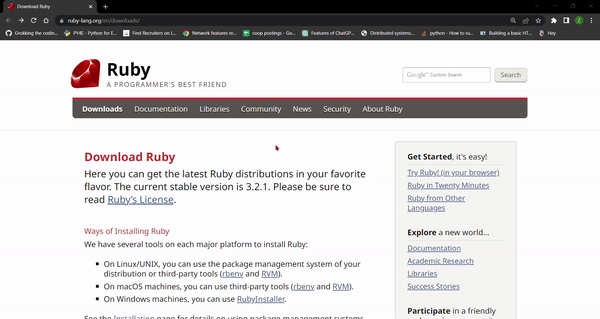 Download Ruby
ruby-lang.org/en/downloads/
Grokking the coding... PY4E - Python for E... Find Recruiters on Li... Network features re... coop postings - Go... Features of ChatGP... Distributed systems... python - How to ru... Building a basic HT... Hey
Ruby
A PROGRAMMER'S BEST FRIEND
Google Custom Search Search
Downloads Documentation Libraries Community News Security About Ruby
Download Ruby
Here you can get the latest Ruby distributions in your favorite
flavor. The current stable version is 3.2.1. Please be sure to
read Ruby's License.
Ways of Installing Ruby
We have several tools on each major platform to install Ruby:
On Linux/UNIX, you can use the package management system of your
distribution or third-party tools (rbenv and RVM).
On macOS machines, you can use third-party tools (rbenv and RVM).
On Windows machines, you can use RubyInstaller.
See the Installation page for details on using package management systems
Get Started, it's easy!
Try Ruby! (in your browser)
Ruby in Twenty Minutes
Ruby from Other
Languages
Explore a new world...
Documentation
Academic Research
Libraries
Success Stories
Participate in a friendly